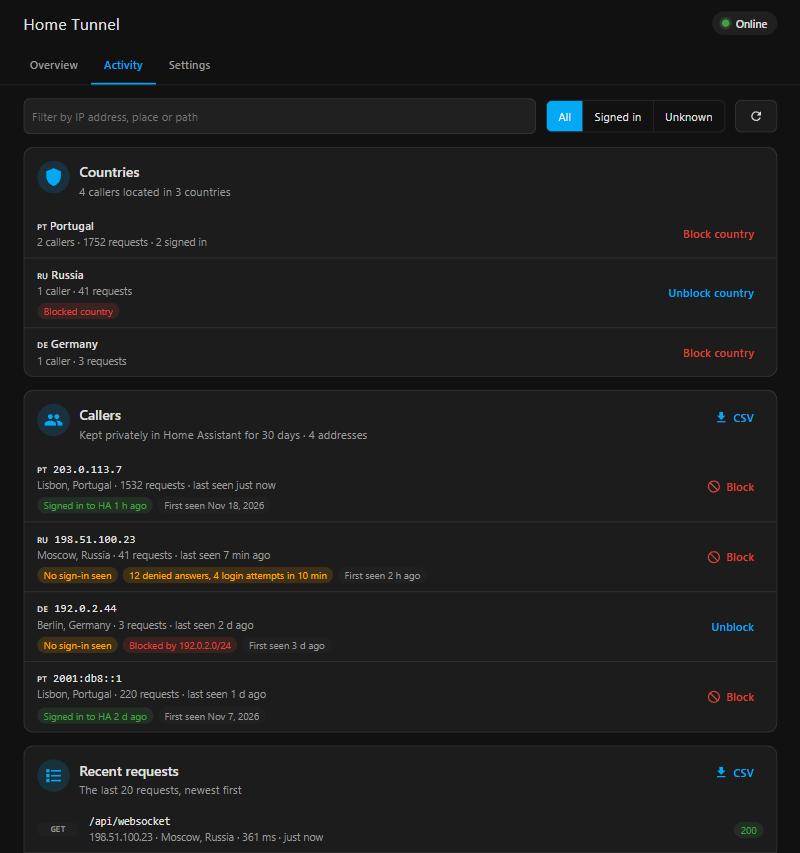 Home Tunnel
Online
Overview
Activity
Settings
Filter by IP address, place or path
All
Signed in
Unknown
Countries
4 callers located in 3 countries
PT Portugal
2 callers · 1752 requests · 2 signed in
Block country
RU Russia
1 caller · 41 requests
Blocked country
Unblock country
DE Germany
1 caller · 3 requests
Block country
Callers
Kept privately in Home Assistant for 30 days · 4 addresses
CSV
PT 203.0.113.7
Lisbon, Portugal · 1532 requests · last seen just now
Signed in to HA 1 h ago
First seen Nov 18, 2026
Block
RU 198.51.100.23
Moscow, Russia · 41 requests · last seen 7 min ago
No sign-in seen
12 denied answers, 4 login attempts in 10 min
First seen 2 h ago
Block
DE 192.0.2.44
Berlin, Germany · 3 requests · last seen 2 d ago
No sign-in seen
Blocked by 192.0.2.0/24
First seen 3 d ago
Unblock
PT 2001:db8::1
Lisbon, Portugal · 220 requests · last seen 1 d ago
Signed in to HA 2 d ago
First seen Nov 7, 2026
Block
Recent requests
The last 20 requests, newest first
CSV
GET
/api/websocket
198.51.100.23 · Moscow, Russia · 361 ms · just now
200